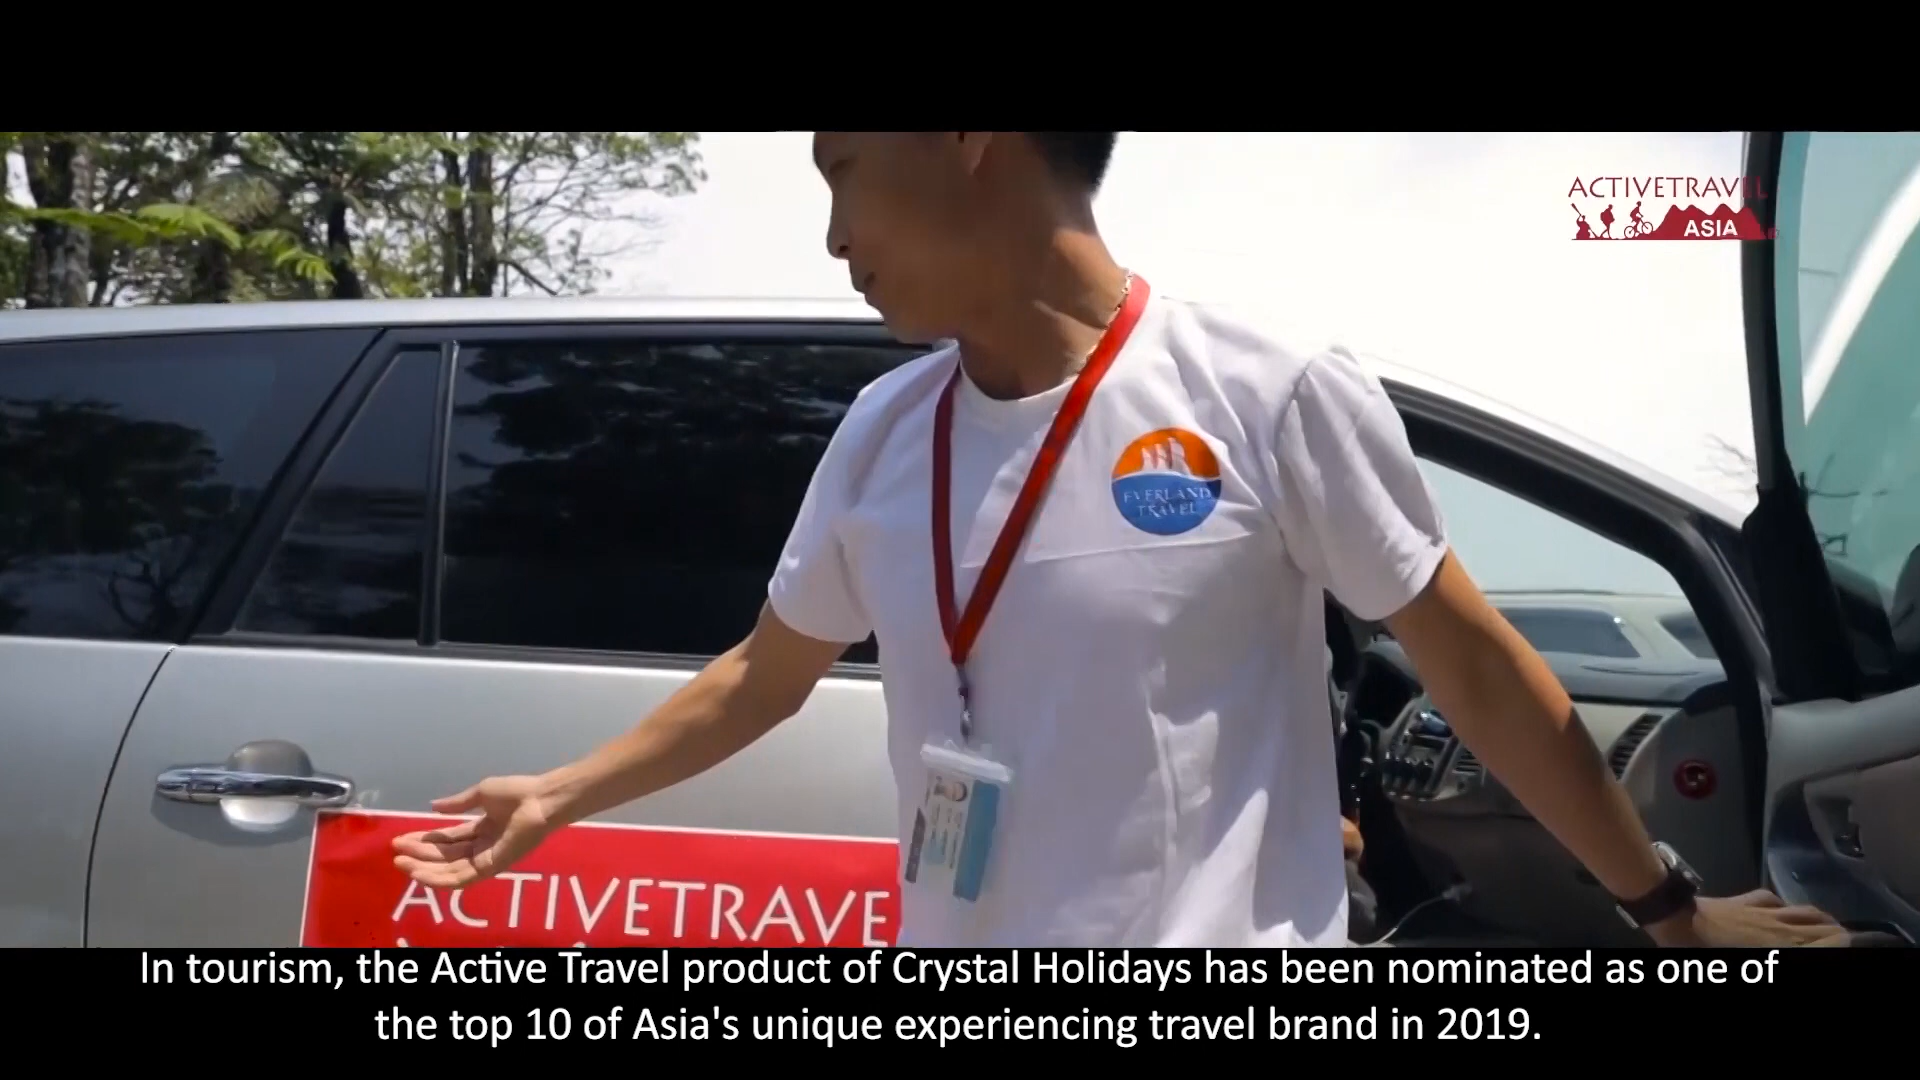 ACTIVETRAVEL
ASIA
EVERLAND
TRAVEL
ACTIVETRAVE
In tourism, the Active Travel product of Crystal Holidays has been nominated as one of
the top 10 of Asia's unique experiencing travel brand in 2019.